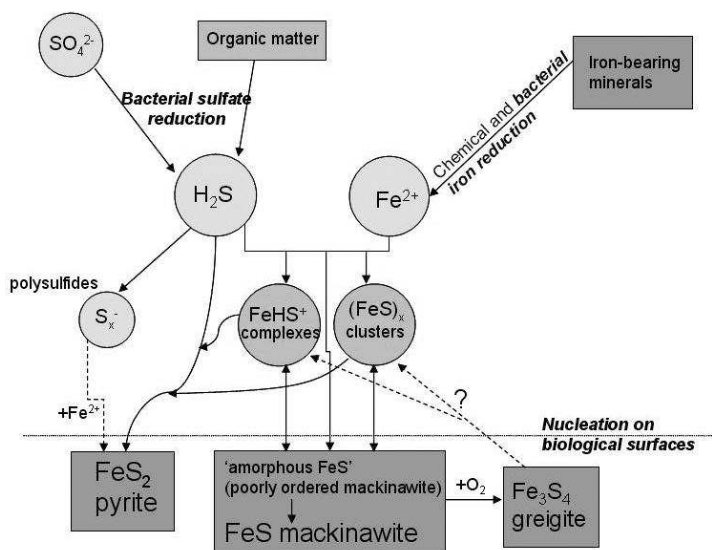 SO₄²⁻
Organic matter
Iron-bearing
minerals
Bacterial sulfate
reduction
Chemical and bacterial
iron reduction
H₂S
Fe²⁺
polysulfides
Sₓ⁻
FeHS⁺
complexes
(FeS)ₓ
clusters
?
+Fe²⁺
Nucleation on
biological surfaces
FeS₂
pyrite
'amorphous FeS'
(poorly ordered mackinawite)
FeS mackinawite
+O₂
Fe₃S₄
greigite